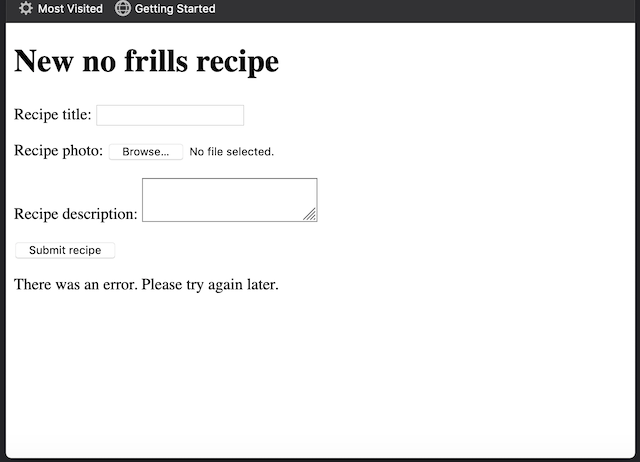 Most Visited Getting Started
New no frills recipe
Recipe title:
Recipe photo: Browse... No file selected.
Recipe description:
Submit recipe
There was an error. Please try again later.